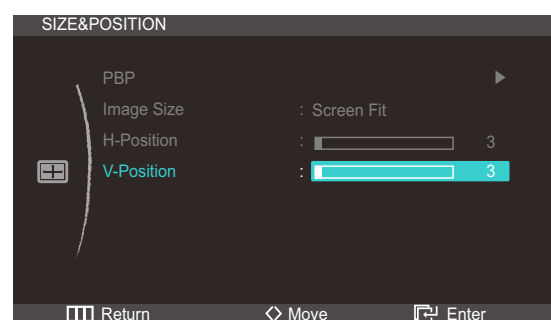 SIZE&POSITION
PBP
Image Size : Screen Fit
H-Position : 3
V-Position : 3
Return Move Enter